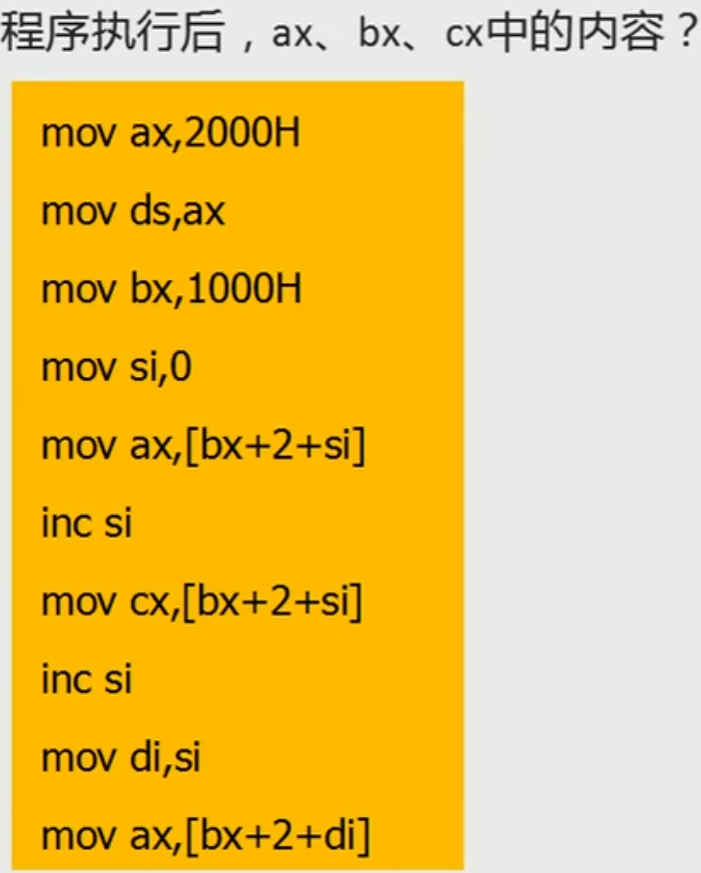 程序执行后，ax、bx、cx中的内容？
mov ax,2000H
mov ds,ax
mov bx,1000H
mov si,0
mov ax,[bx+2+si]
inc si
mov cx,[bx+2+si]
inc si
mov di,si
mov ax,[bx+2+di]